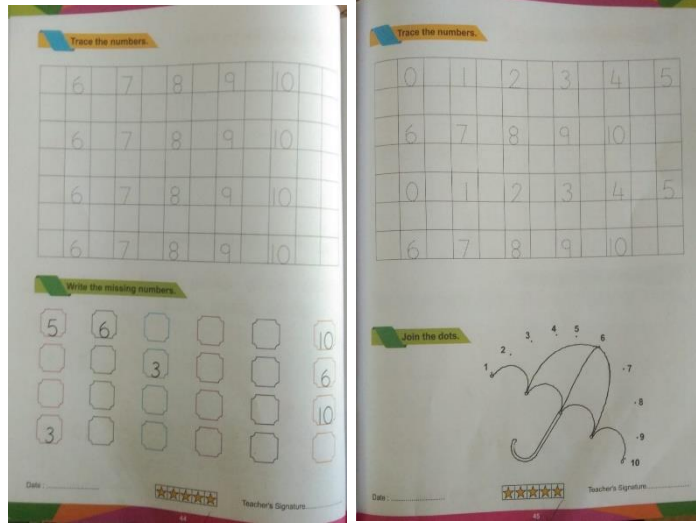 Trace the numbers.
6 7 8 9 10
6 7 8 9 10
6 7 8 9 10
6 7 8 9 10
Write the missing numbers.
5 6 10
3 6
10
3
Date : ....................
Teacher's Signature....................
44
Trace the numbers.
0 1 2 3 4 5
6 7 8 9 10
0 1 2 3 4 5
6 7 8 9 10
Join the dots.
1 2 3 4 5 6
7
8
9
10
Date : ....................
Teacher's Signature....................
45